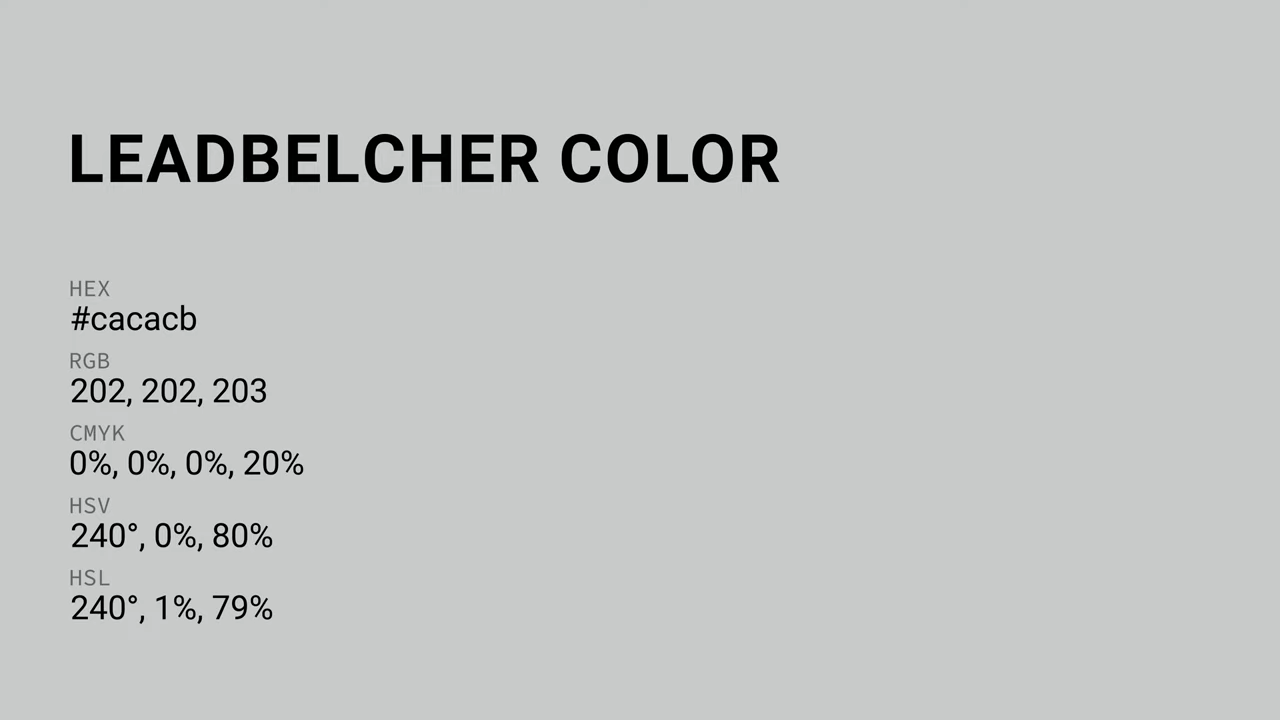 LEADBELCHER COLOR
HEX
#cacacb
RGB
202, 202, 203
CMYK
0%, 0%, 0%, 20%
HSV
240°, 0%, 80%
HSL
240°, 1%, 79%